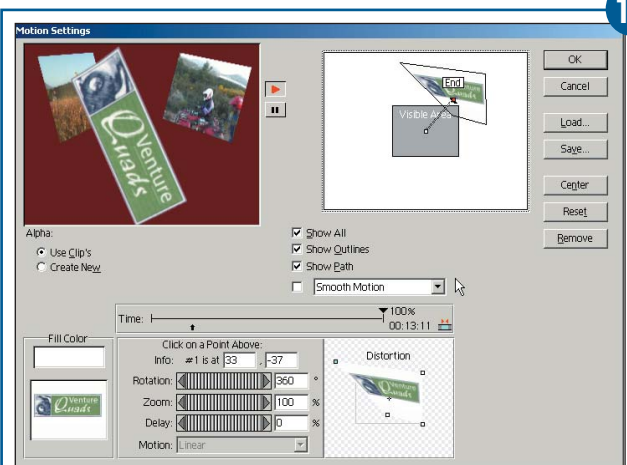 1
Motion Settings
Venture
Quads
End
Visible Area
OK
Cancel
Load...
Save...
Center
Reset
Remove
Alpha:
Use Clip's
Create New
Show All
Show Outlines
Show Path
Smooth Motion
Time:
100%
00:13:11
Fill Color
Venture
Quads
Click on a Point Above:
Info: #1 is at 33 , -37
Rotation: 360 °
Zoom: 100 %
Delay: 0 %
Motion: Linear
Distortion
Venture
Quads